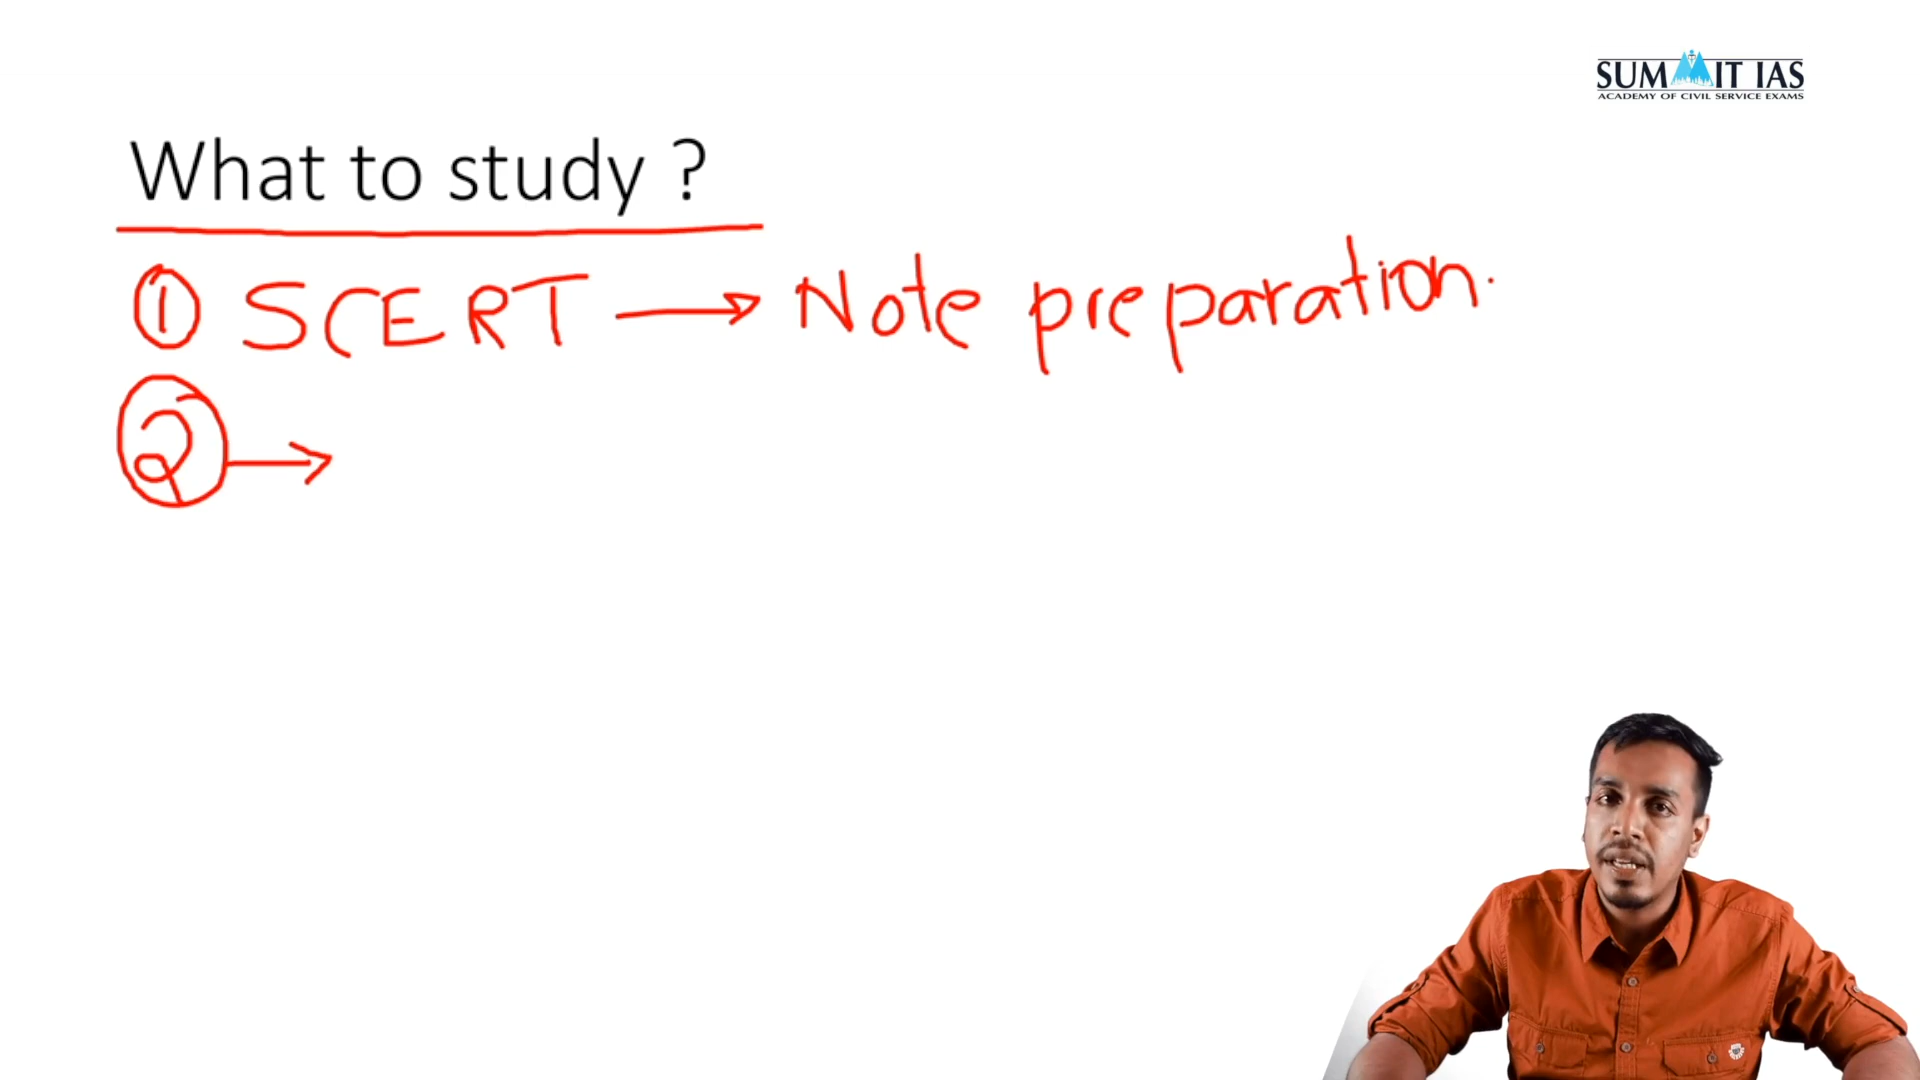 SUMMIT IAS
ACADEMY OF CIVIL SERVICE EXAMS
What to study ?
① SCERT → Note preparation.
② →